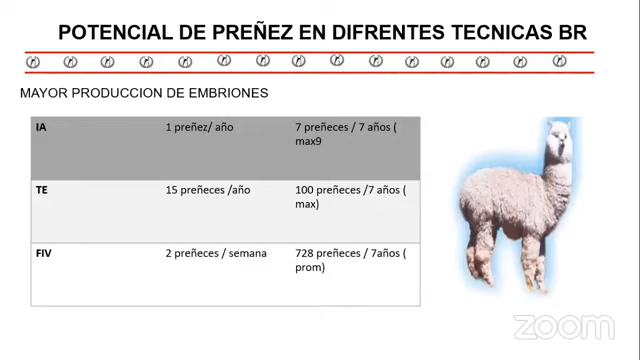 POTENCIAL DE PREÑEZ EN DIFRENTES TECNICAS BR
MAYOR PRODUCCION DE EMBRIONES
IA 1 preñez/ año 7 preñeces / 7 años (
max9
TE 15 preñeces /año 100 preñeces /7 años (
max)
FIV 2 preñeces / semana 728 preñeces / 7años (
prom)
zoom